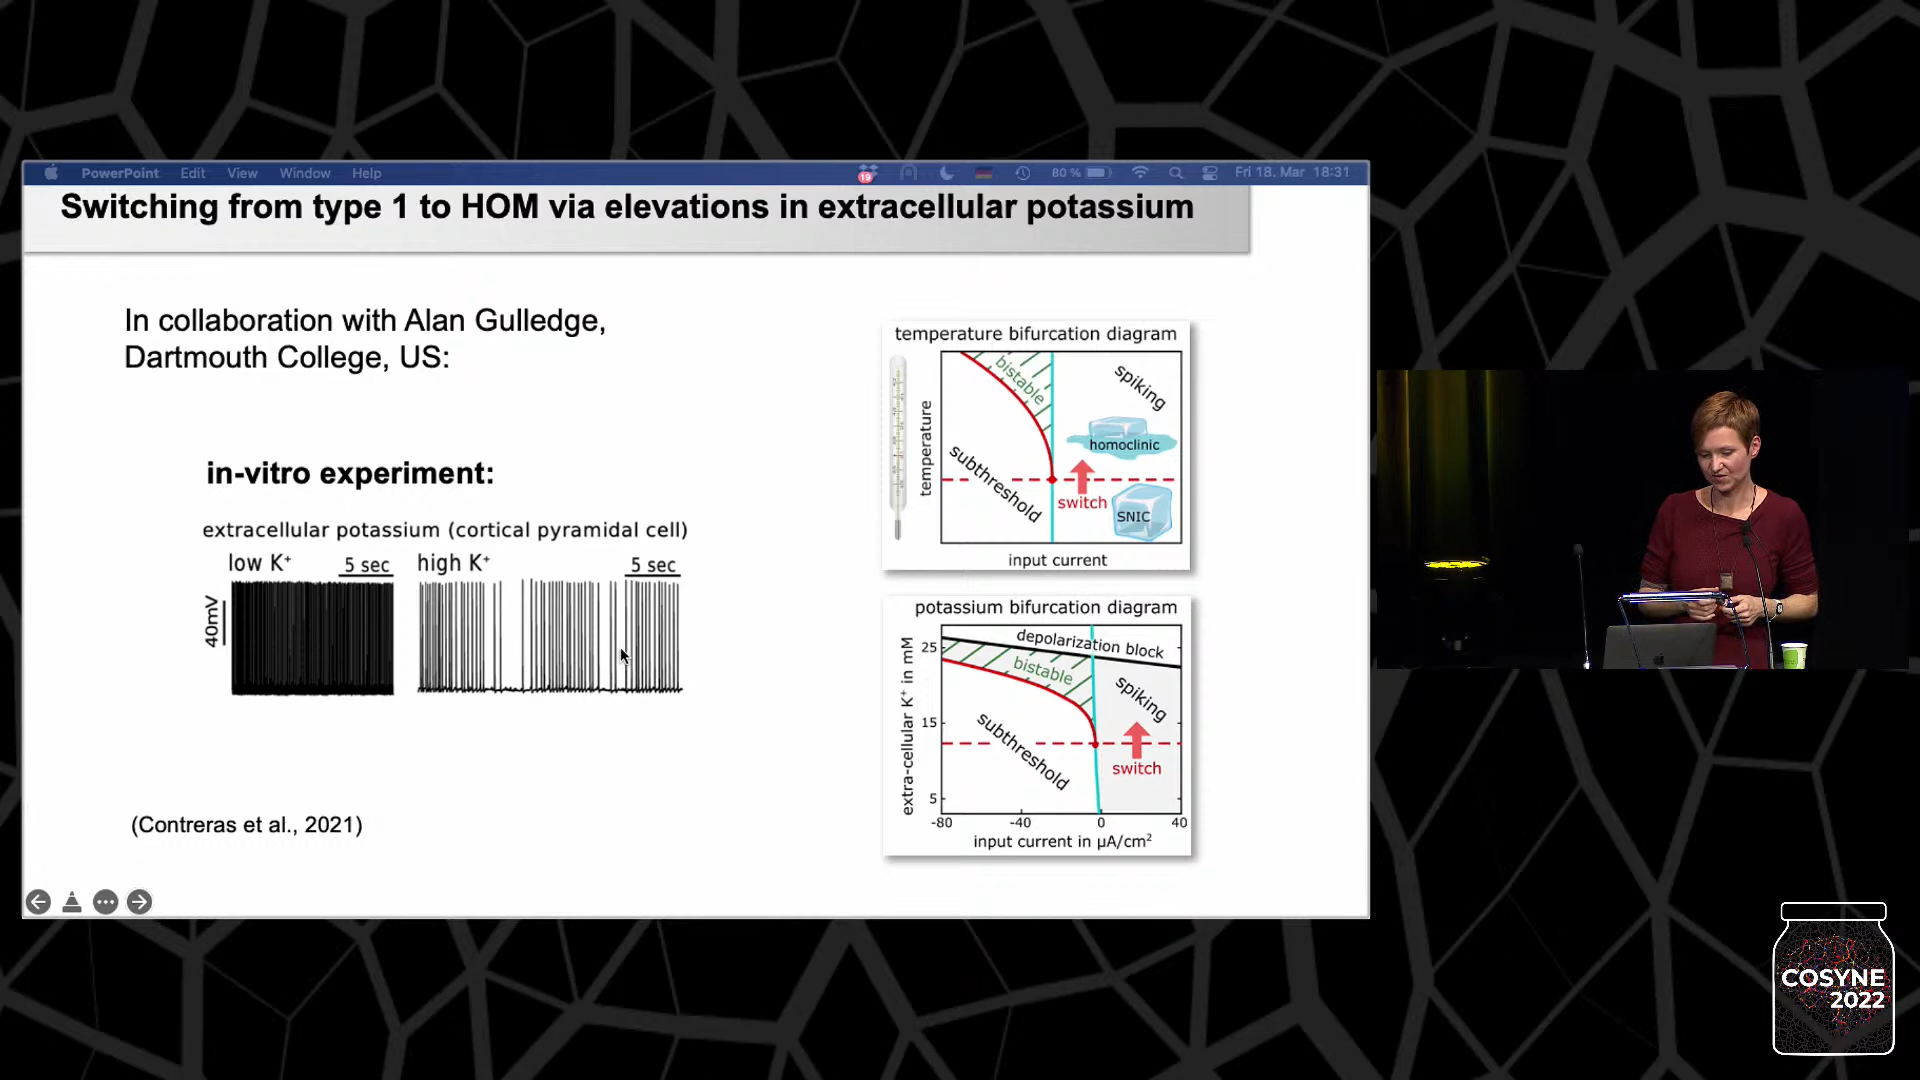 PowerPoint Edit View Window Help 19 80 % Fri 18. Mar 18:31
Switching from type 1 to HOM via elevations in extracellular potassium
In collaboration with Alan Gulledge,
Dartmouth College, US:
in-vitro experiment:
extracellular potassium (cortical pyramidal cell)
low K⁺ 5 sec high K⁺ 5 sec
40mV
(Contreras et al., 2021)
temperature bifurcation diagram
bistable
spiking
temperature
homoclinic
subthreshold
switch
SNIC
input current
potassium bifurcation diagram
depolarization block
25
bistable
spiking
extra-cellular K⁺ in mM
15
subthreshold
switch
5
-80 -40 0 40
input current in µA/cm²
COSYNE
2022